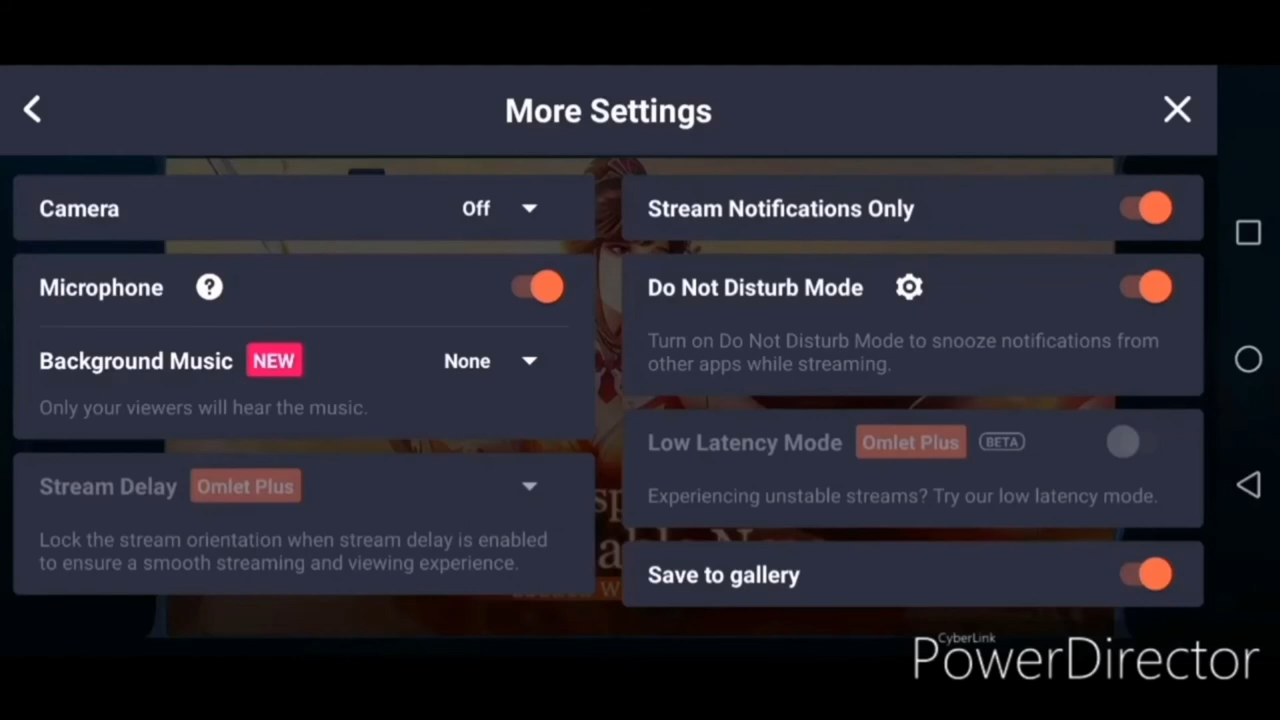 More Settings
Camera
Off
Microphone
?
Background Music
NEW
None
Only your viewers will hear the music.
Stream Delay
Omlet Plus
Lock the stream orientation when stream delay is enabled
to ensure a smooth streaming and viewing experience.
Stream Notifications Only
Do Not Disturb Mode
Turn on Do Not Disturb Mode to snooze notifications from
other apps while streaming.
Low Latency Mode
Omlet Plus
BETA
Experiencing unstable streams? Try our low latency mode.
Save to gallery
CyberLink
PowerDirector